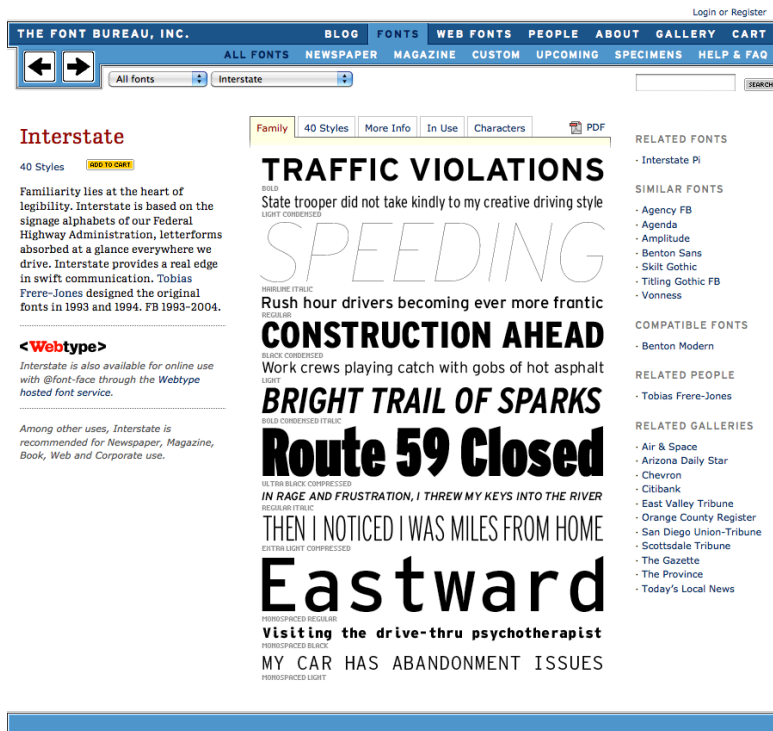 Login or Register
THE FONT BUREAU, INC.
BLOG FONTS WEB FONTS PEOPLE ABOUT GALLERY CART
ALL FONTS NEWSPAPER MAGAZINE CUSTOM UPCOMING SPECIMENS HELP & FAQ
All fonts
Interstate
SEARCH
Interstate
40 Styles
ADD TO CART
Familiarity lies at the heart of
legibility. Interstate is based on the
signage alphabets of our Federal
Highway Administration, letterforms
absorbed at a glance everywhere we
drive. Interstate provides a real edge
in swift communication. Tobias
Frere-Jones designed the original
fonts in 1993 and 1994. FB 1993–2004.
<Webtype>
Interstate is also available for online use
with @font-face through the Webtype
hosted font service.
Among other uses, Interstate is
recommended for Newspaper, Magazine,
Book, Web and Corporate use.
Family 40 Styles More Info In Use Characters
PDF
TRAFFIC VIOLATIONS
BOLD
State trooper did not take kindly to my creative driving style
LIGHT CONDENSED
SPEEDING
HAIRLINE ITALIC
Rush hour drivers becoming ever more frantic
REGULAR
CONSTRUCTION AHEAD
BLACK CONDENSED
Work crews playing catch with gobs of hot asphalt
LIGHT
BRIGHT TRAIL OF SPARKS
BOLD CONDENSED ITALIC
Route 59 Closed
ULTRA BLACK COMPRESSED
IN RAGE AND FRUSTRATION, I THREW MY KEYS INTO THE RIVER
REGULAR ITALIC
THEN I NOTICED I WAS MILES FROM HOME
EXTRA LIGHT COMPRESSED
Eastward
MONOSPACED REGULAR
Visiting the drive-thru psychotherapist
MONOSPACED BLACK
MY CAR HAS ABANDONMENT ISSUES
MONOSPACED LIGHT
RELATED FONTS
· Interstate Pi
SIMILAR FONTS
· Agency FB
· Agenda
· Amplitude
· Benton Sans
· Skilt Gothic
· Titling Gothic FB
· Vonness
COMPATIBLE FONTS
· Benton Modern
RELATED PEOPLE
· Tobias Frere-Jones
RELATED GALLERIES
· Air & Space
· Arizona Daily Star
· Chevron
· Citibank
· East Valley Tribune
· Orange County Register
· San Diego Union-Tribune
· Scottsdale Tribune
· The Gazette
· The Province
· Today's Local News